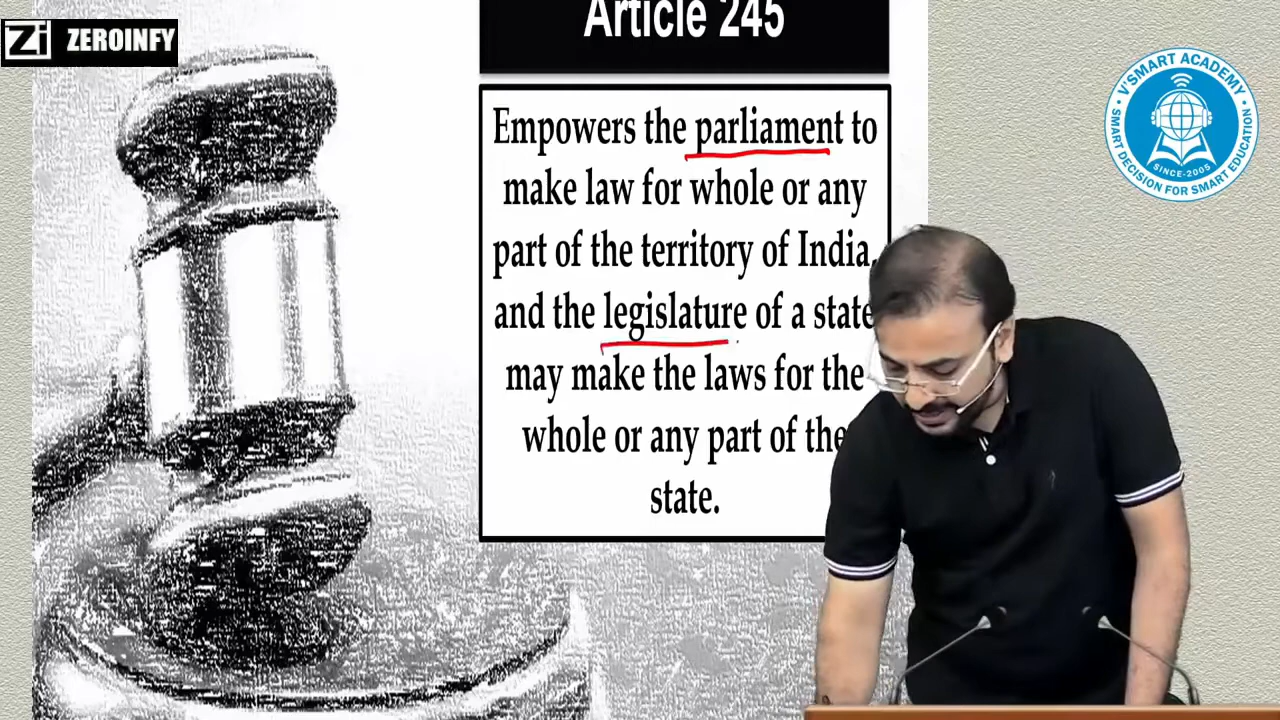 Zi ZEROINFY
Article 245
Empowers the parliament to
make law for whole or any
part of the territory of India,
and the legislature of a state
may make the laws for the
whole or any part of the
state.
V'SMART ACADEMY
SMART DECISION FOR SMART EDUCATION
SINCE-2005